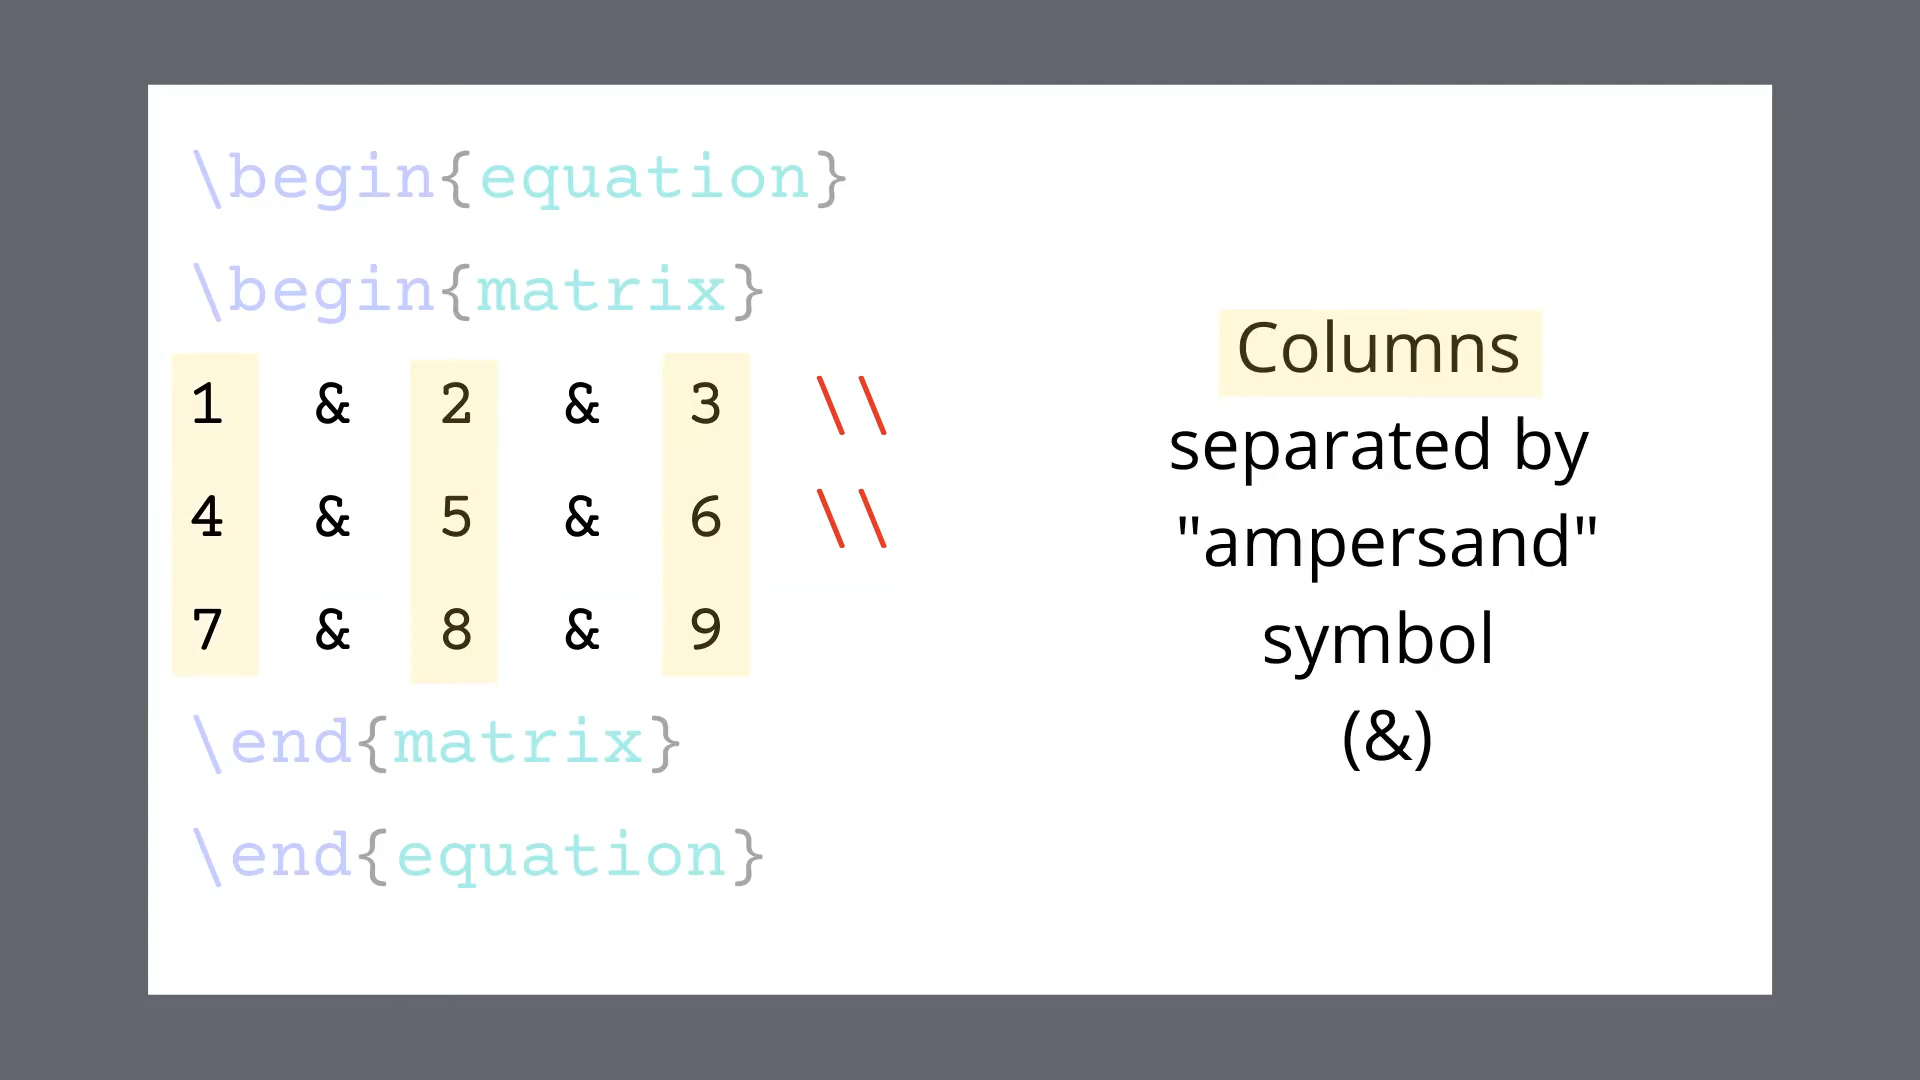 \begin{equation}
\begin{matrix}
1 & 2 & 3 \\
4 & 5 & 6 \\
7 & 8 & 9
\end{matrix}
\end{equation}
Columns
separated by
"ampersand"
symbol
(&)